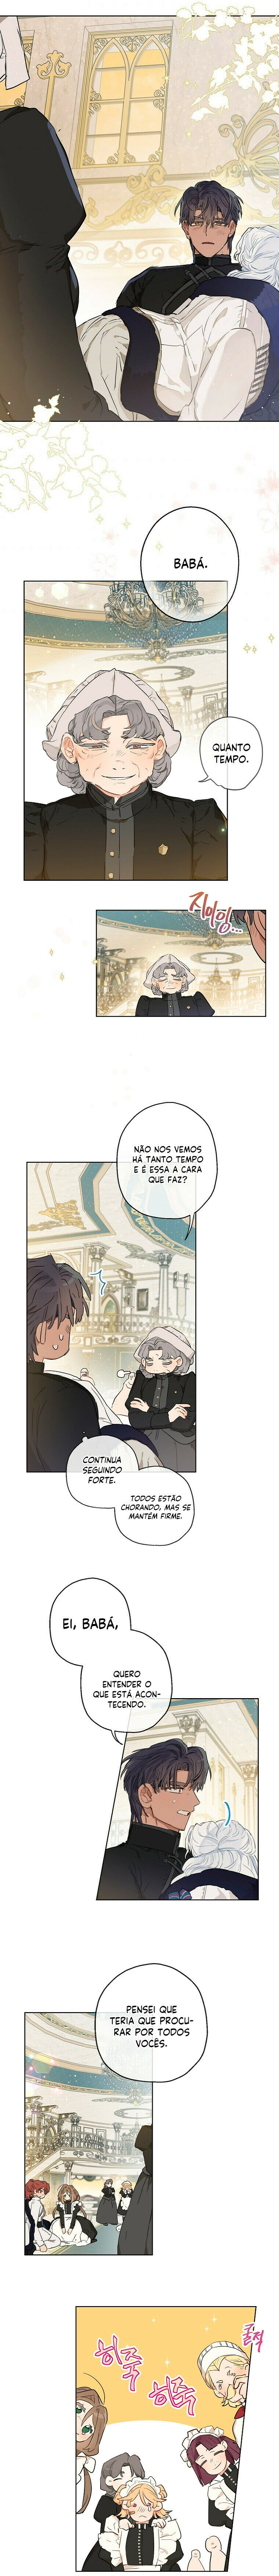 BABÁ.
QUANTO
TEMPO.
지이잉...
NÃO NOS VEMOS
HÁ TANTO TEMPO
E É ESSA A CARA
QUE FAZ?
CONTINUA
SEGUINDO
FORTE.
TODOS ESTÃO
CHORANDO, MAS SE
MANTÉM FIRME.
EI, BABÁ,
QUERO
ENTENDER O
QUE ESTÁ ACON-
TECENDO.
PENSEI QUE
TERIA QUE PROCU-
RAR POR TODOS
VOCÊS.
훌쩍
히죽
히죽